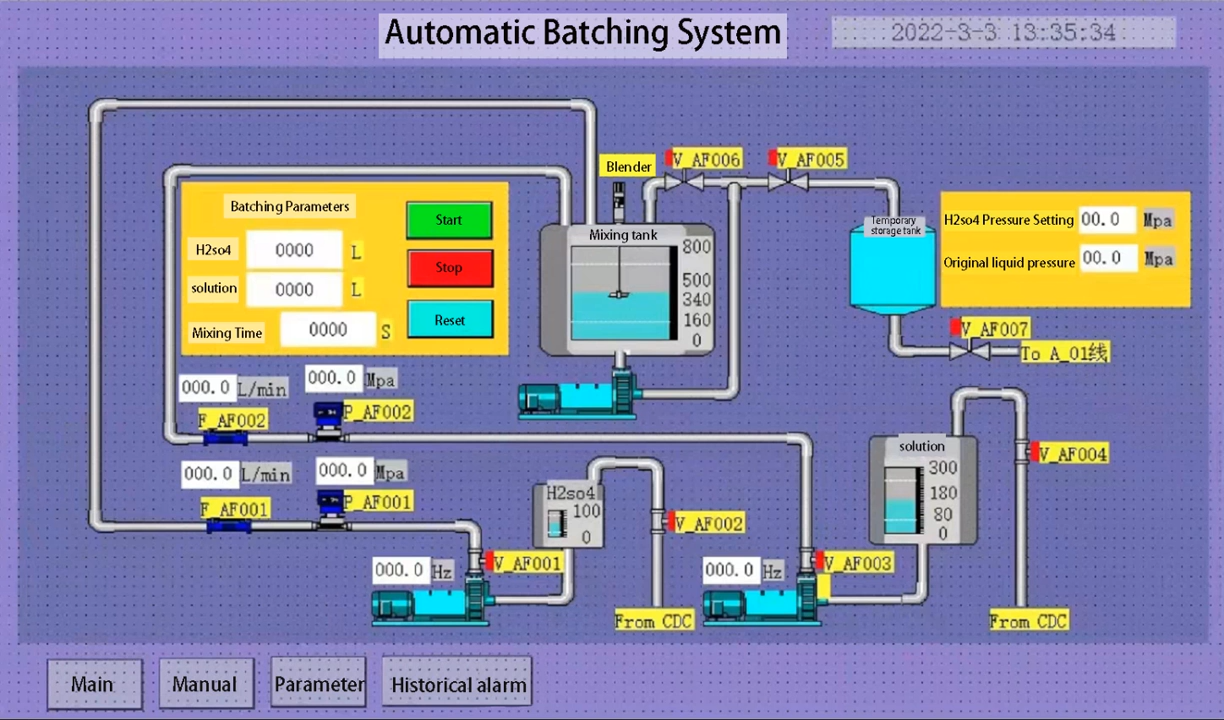 Automatic Batching System
2022-3-3 13:35:34
Blender
V_AF006
V_AF005
Batching Parameters
H2so4
0000
L
solution
0000
L
Mixing Time
0000
S
Start
Stop
Reset
Mixing tank
800
500
340
160
0
Temporary
storage tank
H2so4 Pressure Setting
00.0
Mpa
Original liquid pressure
00.0
Mpa
V_AF007
To A_01线
000.0
L/min
000.0
Mpa
F_AF002
P_AF002
000.0
L/min
000.0
Mpa
F_AF001
P_AF001
H2so4
100
0
V_AF002
solution
300
180
80
0
V_AF004
000.0
Hz
V_AF001
000.0
Hz
V_AF003
From CDC
From CDC
Main
Manual
Parameter
Historical alarm